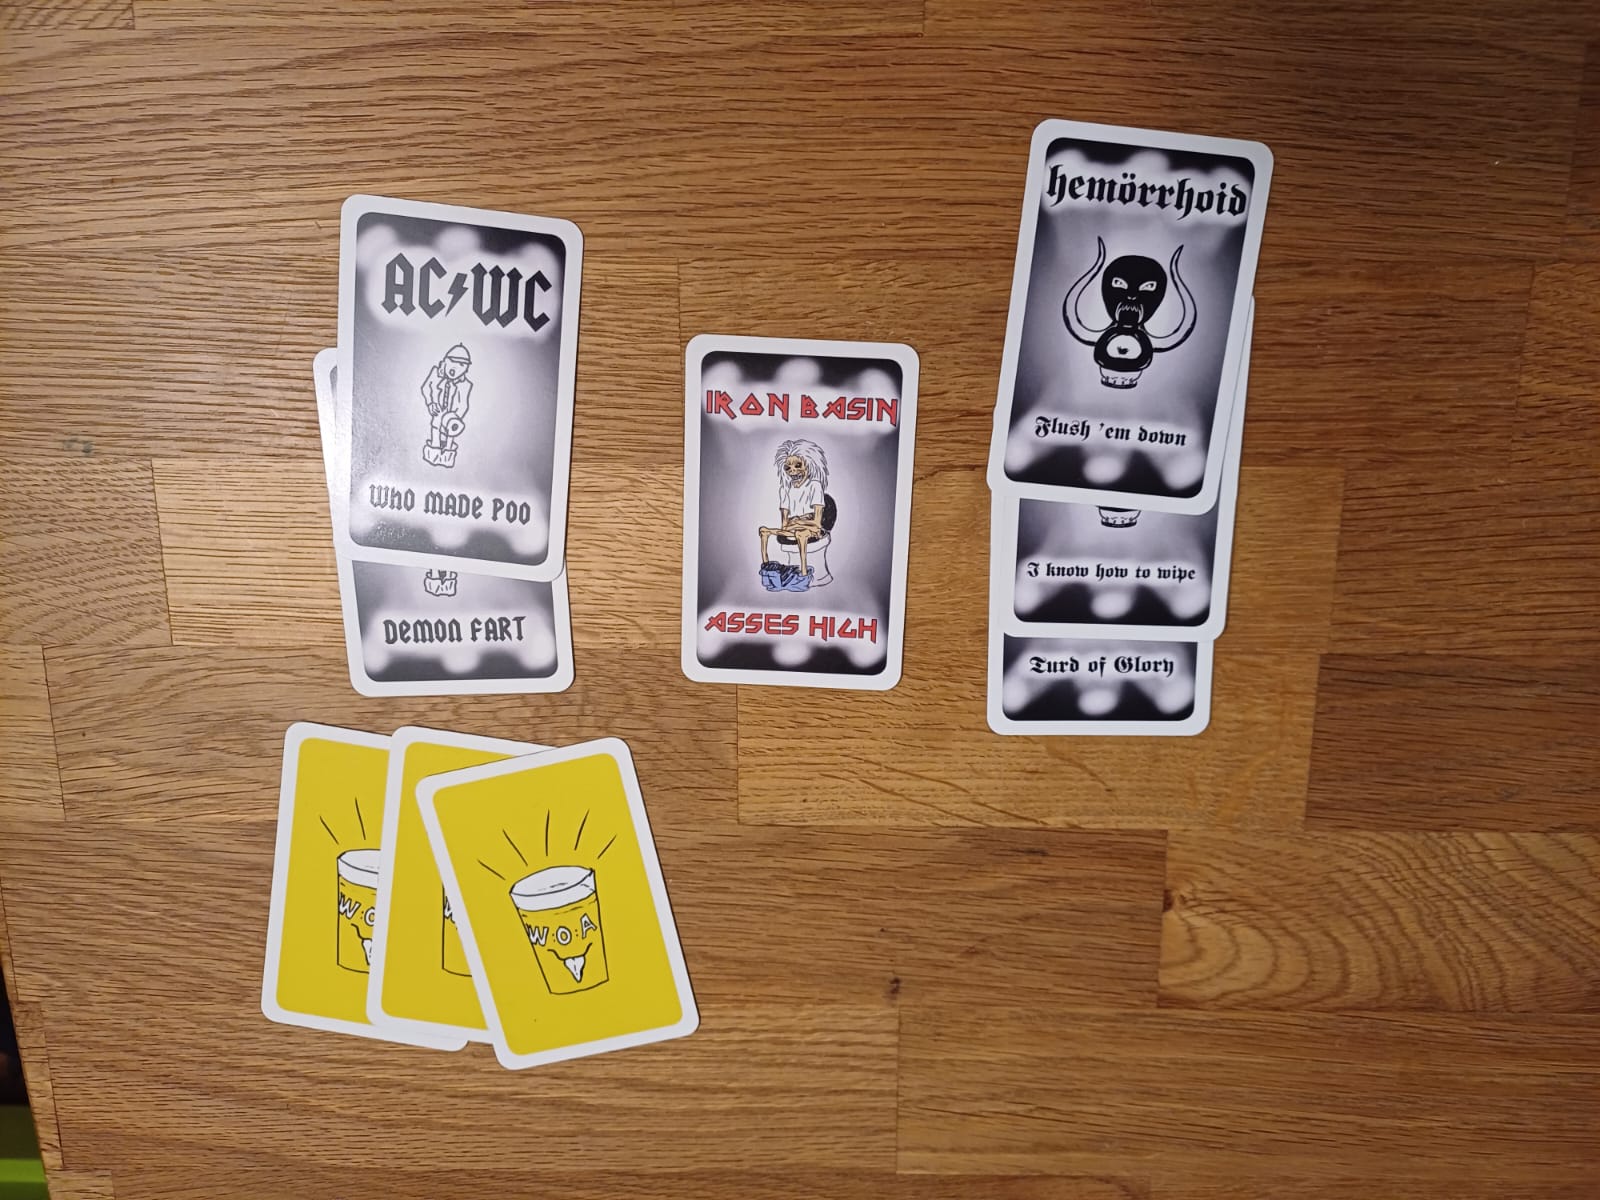 AC⚡WC
WHO MADE POO
DEMON FART
IRON BASIN
ASSES HIGH
hemörrhoid
Flush 'em down
I know how to wipe
Turd of Glory
W:O
W:O:A